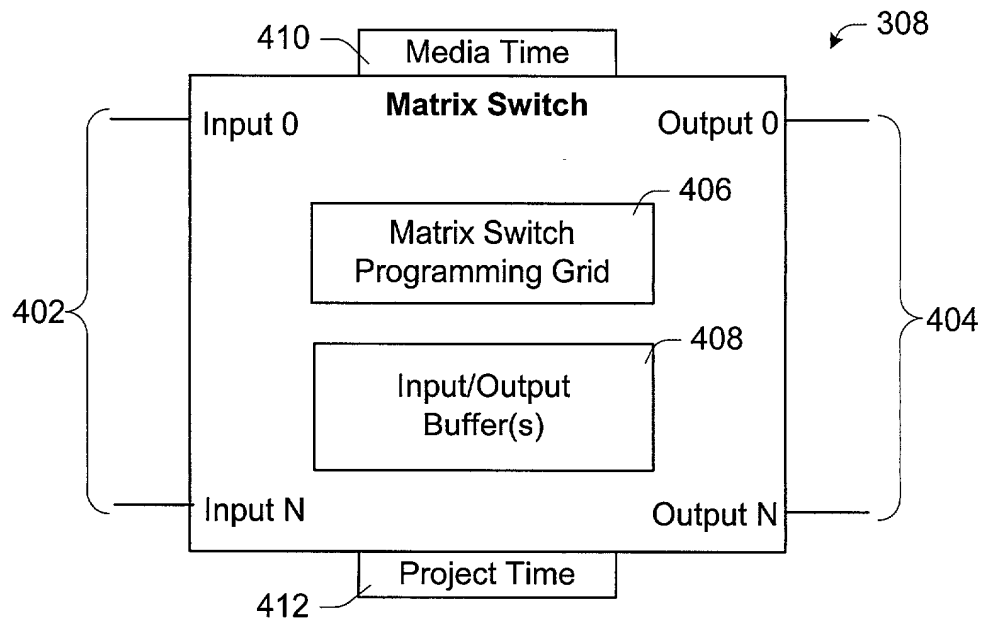 308
410
Media Time
Matrix Switch
Input 0
Output 0
406
Matrix Switch
Programming Grid
402
404
408
Input/Output
Buffer(s)
Input N
Output N
Project Time
412